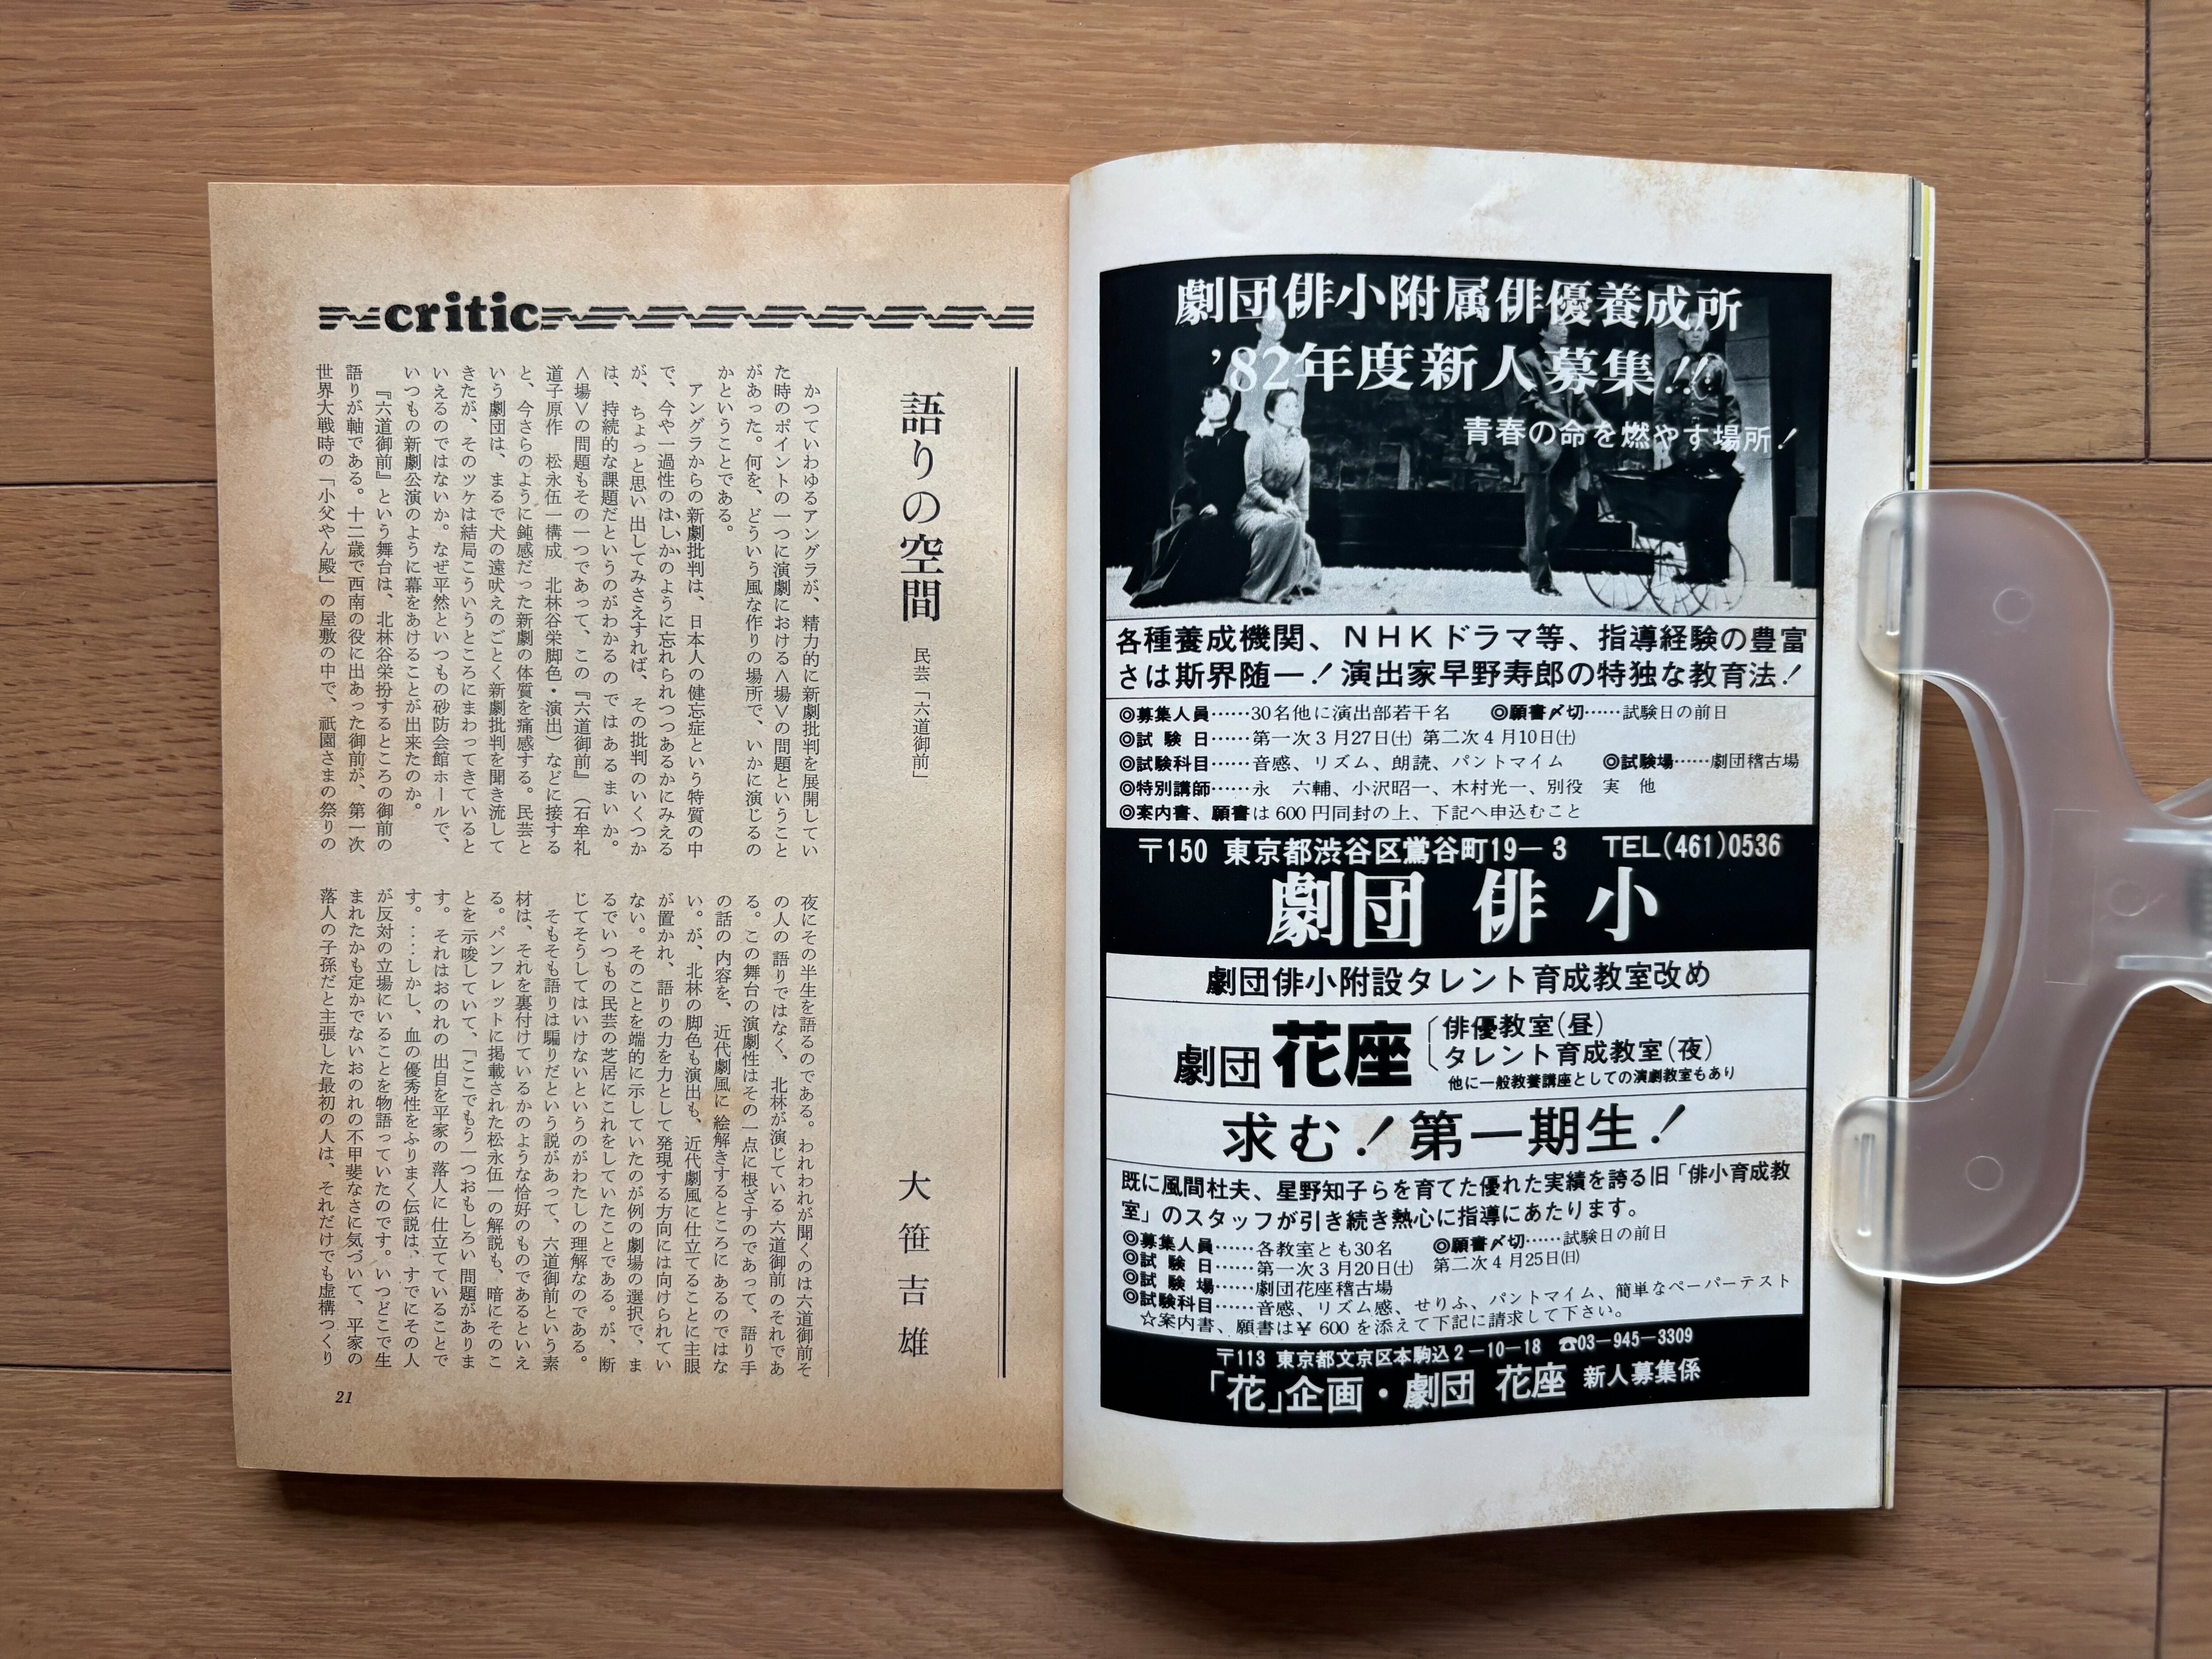 critic
語りの空間
民芸「六道御前」
大笹吉雄
かつていわゆるアングラが、精力的に新劇批判を展開してい
た時のポイントの一つに演劇における〈場〉の問題ということ
があった。何を、どういう風な作りの場所で、いかに演じるの
かということである。
アングラからの新劇批判は、日本人の健忘症という特質の中
で、今や一過性のはしかのように忘れられつつあるかにみえる
が、ちょっと思い出してみさえすれば、その批判のいくつか
は、持続的な課題だというのがわかるのではあるまいか。
〈場〉の問題もその一つであって、この『六道御前』（石牟礼
道子原作 松永伍一構成 北林谷栄脚色・演出）などに接する
と、今さらのように鈍感だった新劇の体質を痛感する。民芸と
いう劇団は、まるで犬の遠吠えのごとく新劇批判を聞き流して
きたが、そのツケは結局こういうところにまわってきていると
いえるのではないか。なぜ平然といつもの砂防会館ホールで、
いつもの新劇公演のように幕をあけることが出来たのか。
『六道御前』という舞台は、北林谷栄扮するところの御前の
語りが軸である。十二歳で西南の役に出あった御前が、第一次
世界大戦時の「小父やん殿」の屋敷の中で、祇園さまの祭りの
夜にその半生を語るのである。われわれが聞くのは六道御前そ
の人の語りではなく、北林が演じている六道御前のそれであ
る。この舞台の演劇性はその一点に根ざすのであって、語り手
の話の内容を、近代劇風に絵解きするところにあるのではな
い。が、北林の脚色も演出も、近代劇風に仕立てることに主眼
が置かれ、語りの力を力として発現する方向には向けられてい
ない。そのことを端的に示していたのが例の劇場の選択で、ま
るでいつもの民芸の芝居にこれをしていたことである。が、断
じてそうしてはいけないというのがわたしの理解なのである。
そもそも語りは騙りだという説があって、六道御前という素
材は、それを裏付けているかのような恰好のものであるといえ
る。パンフレットに掲載された松永伍一の解説も、暗にそのこ
とを示唆していて、「ここでもう一つおもしろい問題がありま
す。それはおのれの出自を平家の落人に仕立てていることで
す。‥‥しかし、血の優秀性をふりまく伝説は、すでにその人
が反対の立場にいることを物語っていたのです。いつどこで生
まれたかも定かでないおのれの不甲斐なさに気づいて、平家の
落人の子孫だと主張した最初の人は、それだけでも虚構つくり
21
劇団俳小附属俳優養成所
'82年度新人募集!!
青春の命を燃やす場所！
各種養成機関、NHKドラマ等、指導経験の豊富
さは斯界随一！演出家早野寿郎の特独な教育法！
◎募集人員……30名他に演出部若干名 ◎願書〆切……試験日の前日
◎試験日……第一次3月27日(土) 第二次4月10日(土)
◎試験科目……音感、リズム、朗読、パントマイム ◎試験場……劇団稽古場
◎特別講師……永 六輔、小沢昭一、木村光一、別役 実 他
◎案内書、願書は600円同封の上、下記へ申込むこと
〒150 東京都渋谷区鶯谷町19－3 TEL(461)0536
劇団 俳小
劇団俳小附設タレント育成教室改め
劇団 花座
俳優教室(昼)
タレント育成教室(夜)
他に一般教養講座としての演劇教室もあり
求む！第一期生！
既に風間杜夫、星野知子らを育てた優れた実績を誇る旧「俳小育成教
室」のスタッフが引き続き熱心に指導にあたります。
◎募集人員……各教室とも30名 ◎願書〆切……試験日の前日
◎試験日……第一次3月20日(土) 第二次4月25日(日)
◎試験場……劇団花座稽古場
◎試験科目……音感、リズム感、せりふ、パントマイム、簡単なペーパーテスト
☆案内書、願書は￥600を添えて下記に請求して下さい。
〒113 東京都文京区本駒込2－10－18 ☎03－945－3309
「花」企画・劇団 花座 新人募集係